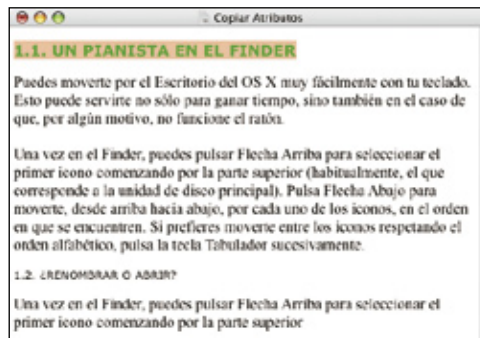 Copiar Atributos
1.1. UN PIANISTA EN EL FINDER
Puedes moverte por el Escritorio del OS X muy fácilmente con tu teclado.
Esto puede servirte no sólo para ganar tiempo, sino también en el caso de
que, por algún motivo, no funcione el ratón.
Una vez en el Finder, puedes pulsar Flecha Arriba para seleccionar el
primer icono comenzando por la parte superior (habitualmente, el que
corresponde a la unidad de disco principal). Pulsa Flecha Abajo para
moverte, desde arriba hacia abajo, por cada uno de los iconos, en el orden
en que se encuentren. Si prefieres moverte entre los iconos respetando el
orden alfabético, pulsa la tecla Tabulador sucesivamente.
1.2. ¿RENOMBRAR O ABRIR?
Una vez en el Finder, puedes pulsar Flecha Arriba para seleccionar el
primer icono comenzando por la parte superior